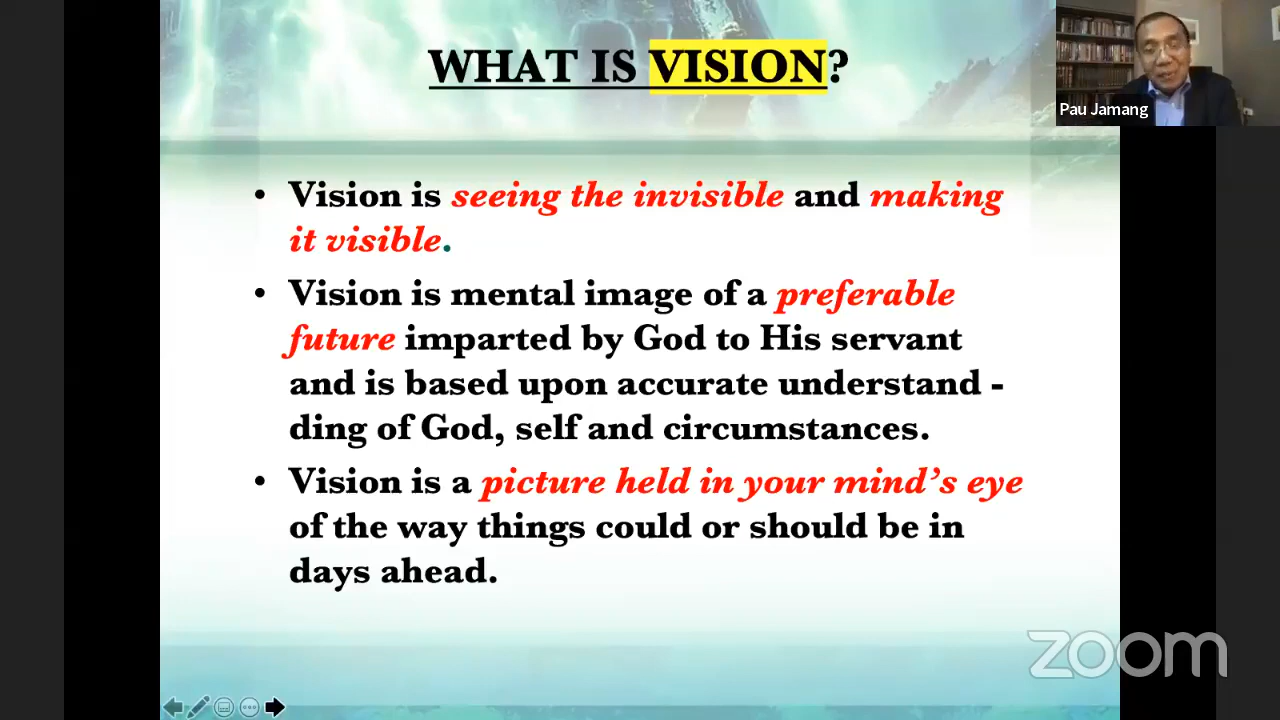 WHAT IS VISION?
Pau Jamang
• Vision is seeing the invisible and making
it visible.
• Vision is mental image of a preferable
future imparted by God to His servant
and is based upon accurate understand -
ding of God, self and circumstances.
• Vision is a picture held in your mind’s eye
of the way things could or should be in
days ahead.
zoom